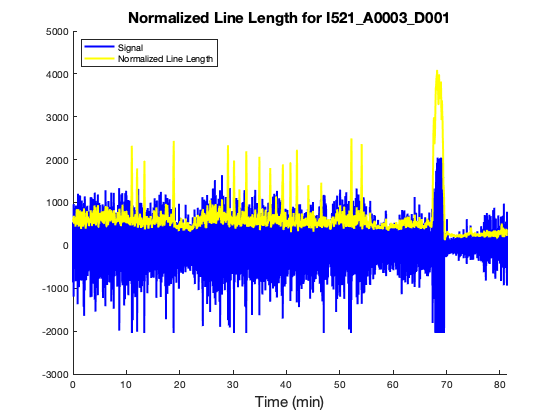 Normalized Line Length for I521_A0003_D001
Signal
Normalized Line Length
5000
4000
3000
2000
1000
0
-1000
-2000
-3000
0 10 20 30 40 50 60 70 80
Time (min)